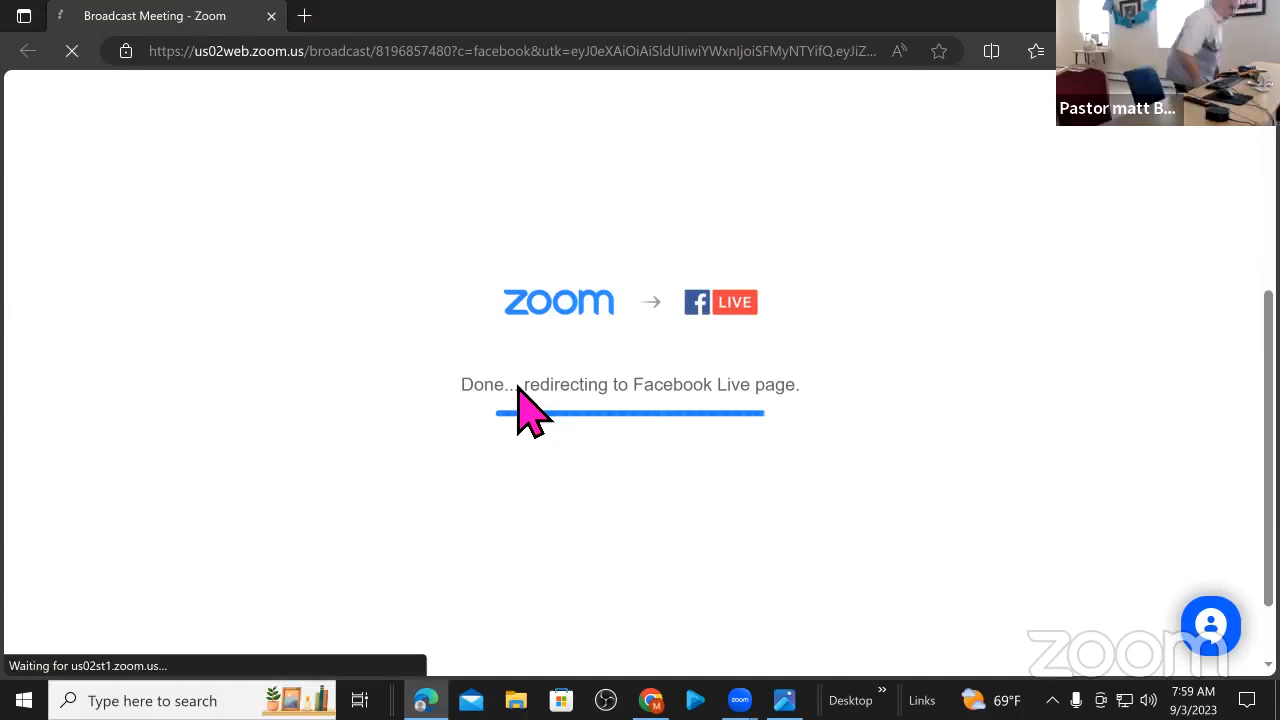 Broadcast Meeting - Zoom
https://us02web.zoom.us/broadcast/8196857480?c=facebook&utk=eyJ0eXAiOiAiSldUIiwiYWxnIjoiSFMyNTYifQ.eyJiZ...
Pastor matt B...
zoom → f LIVE
Done... redirecting to Facebook Live page.
zoom
Waiting for us02st1.zoom.us...
Type here to search
zoom
Desktop
Links
69°F
7:59 AM
9/3/2023